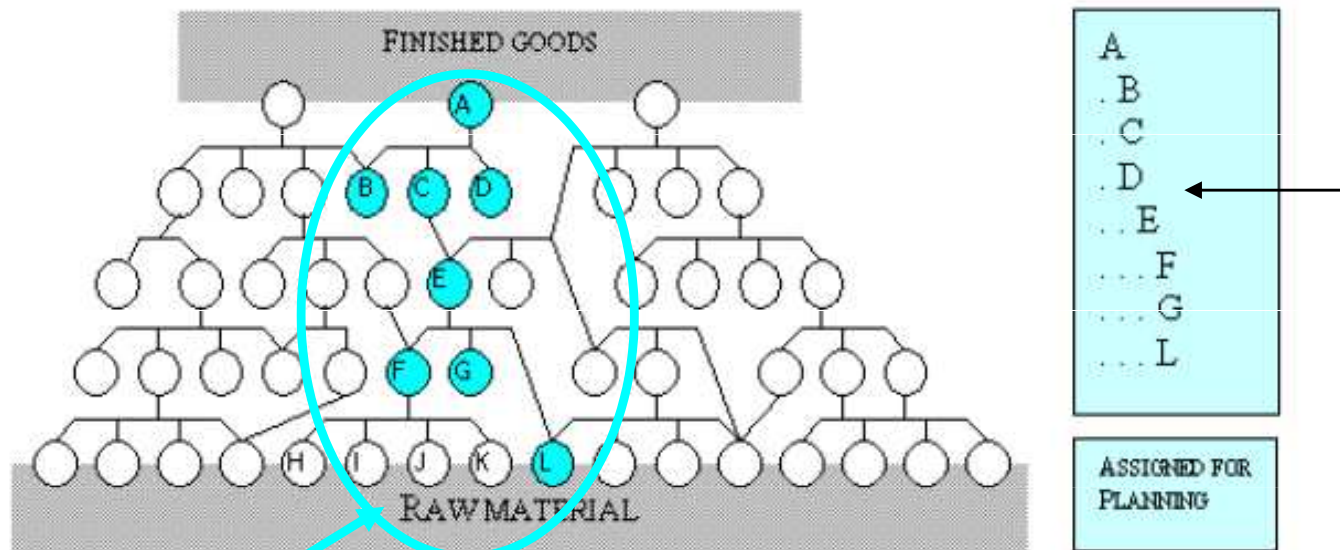 FINISHED GOODS
A
B C D
E
F G
H I J K L
RAW MATERIAL
A
. B
. C
. D
. . E
. . . F
. . . G
. . . L
ASSIGNED FOR
PLANNING